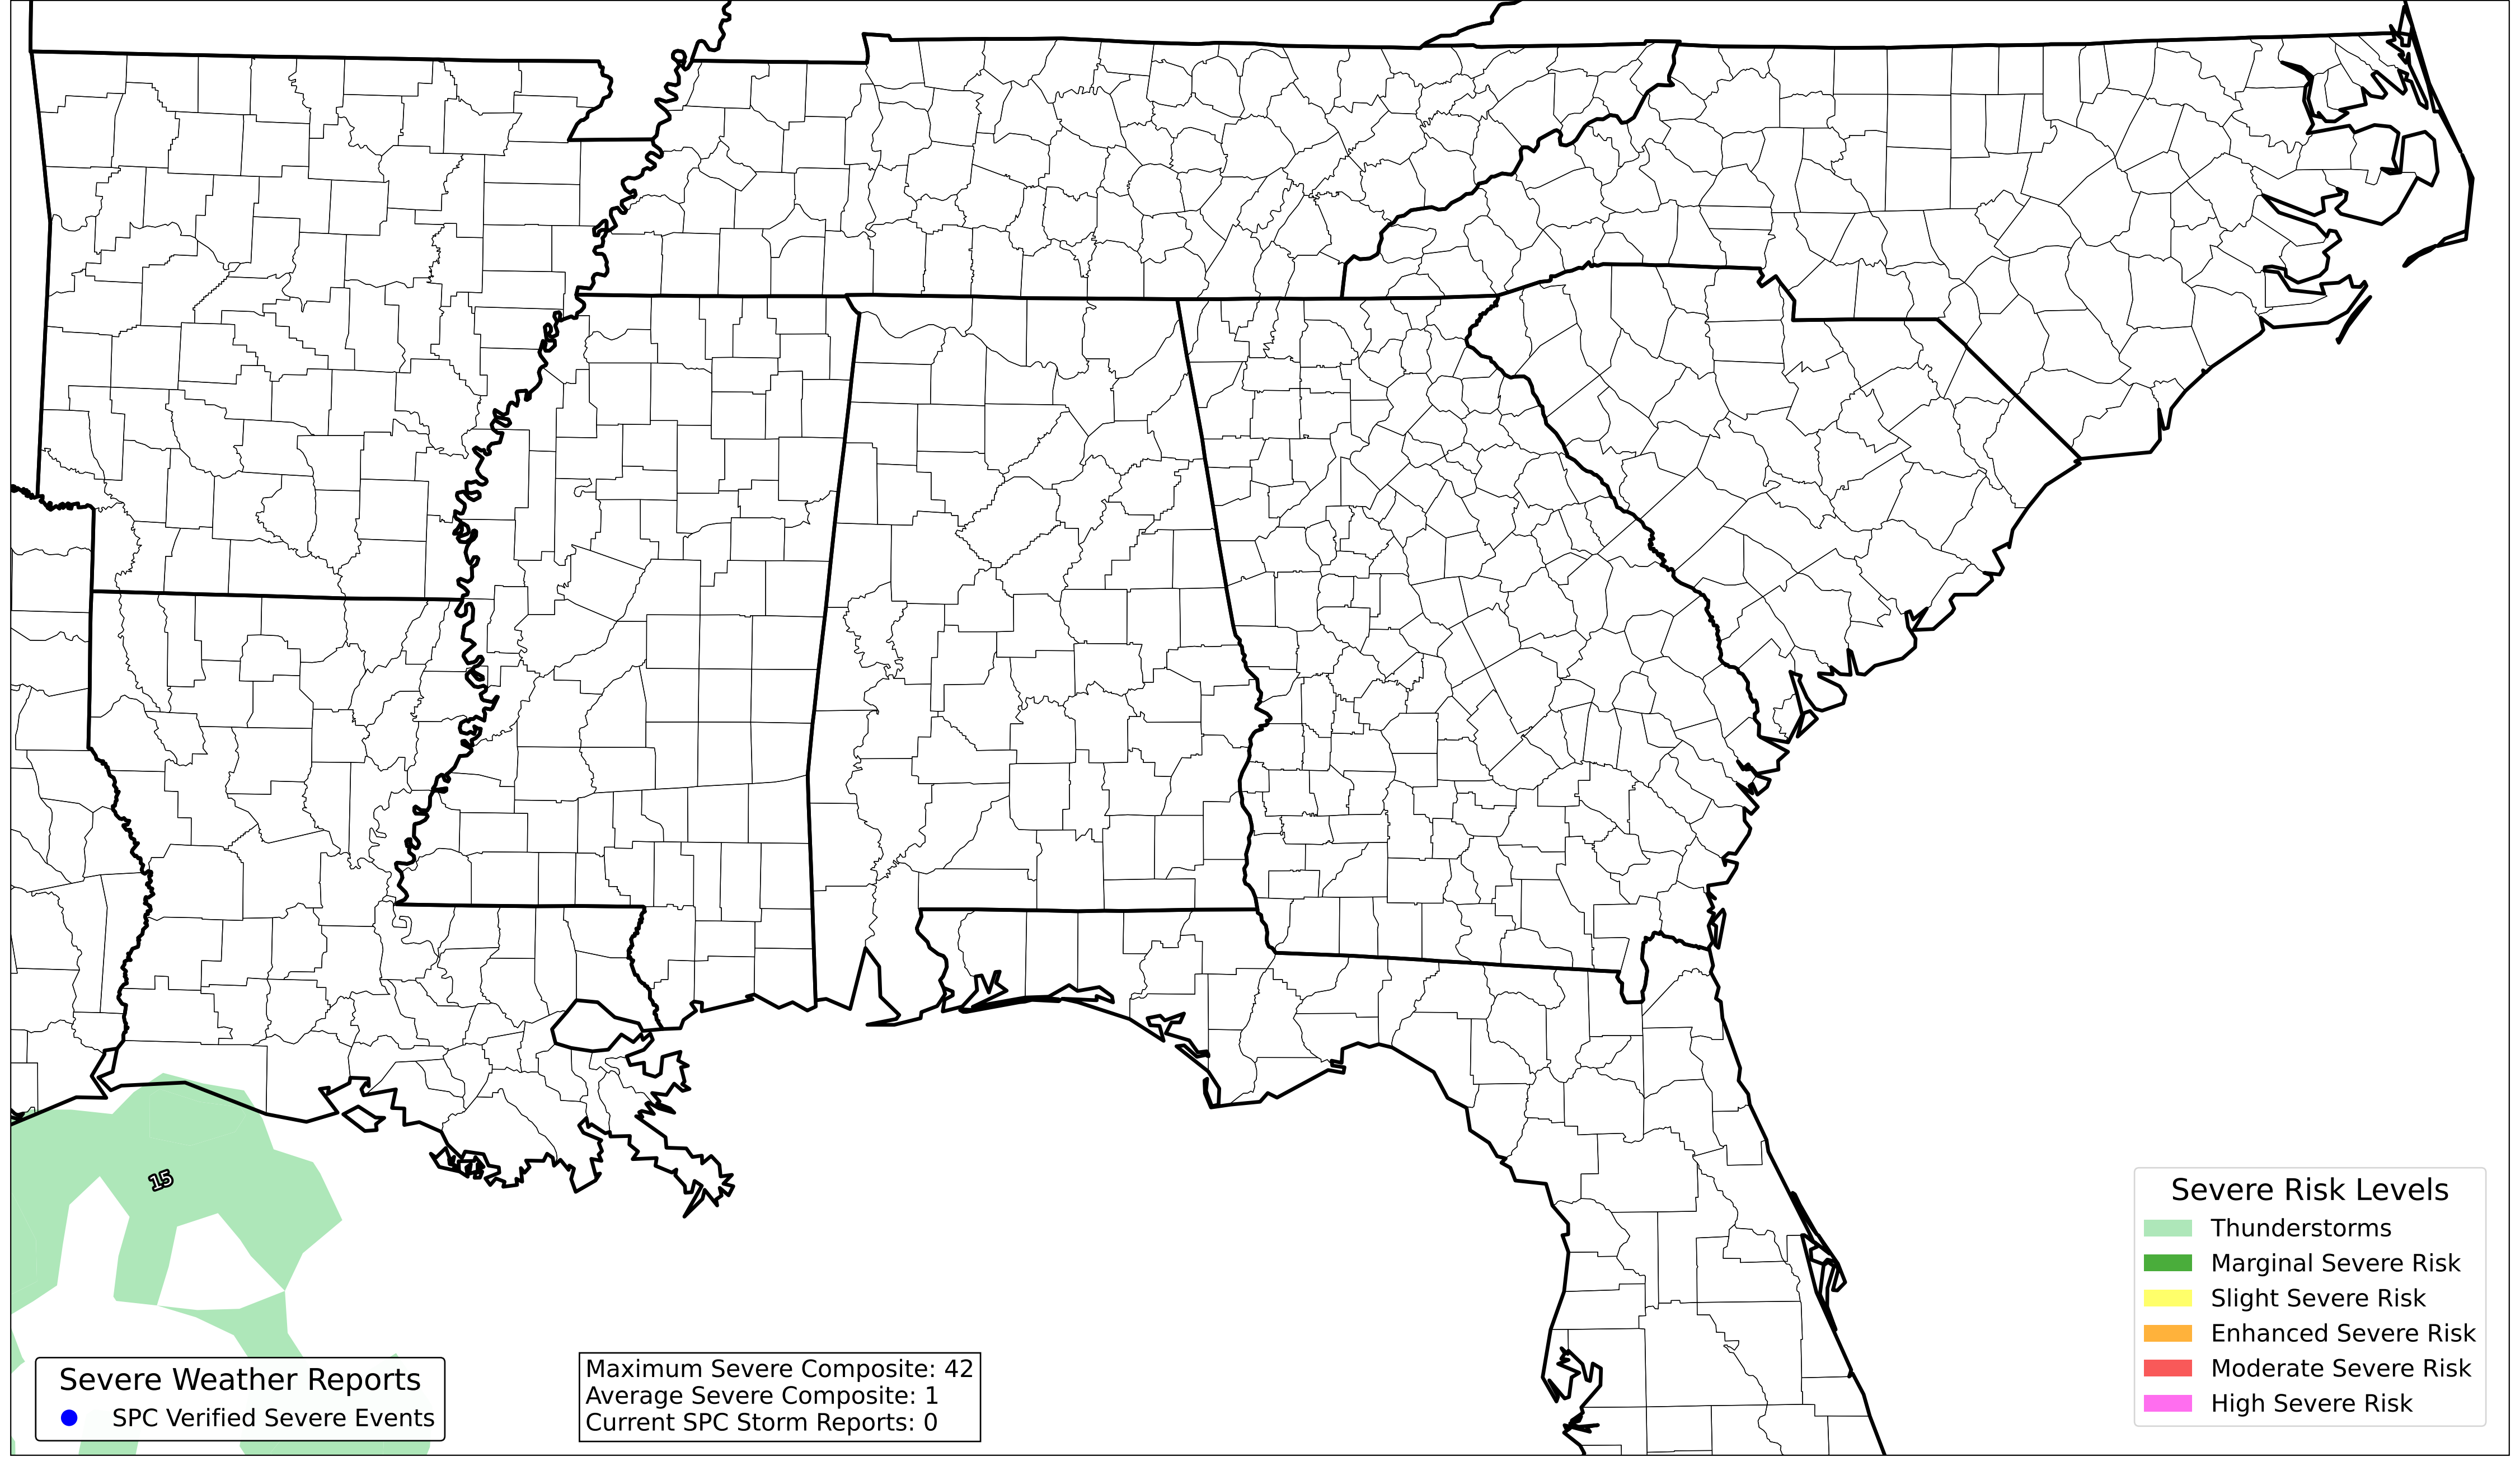 15
Severe Risk Levels
Thunderstorms
Marginal Severe Risk
Slight Severe Risk
Enhanced Severe Risk
Moderate Severe Risk
High Severe Risk
Severe Weather Reports
SPC Verified Severe Events
Maximum Severe Composite: 42
Average Severe Composite: 1
Current SPC Storm Reports: 0